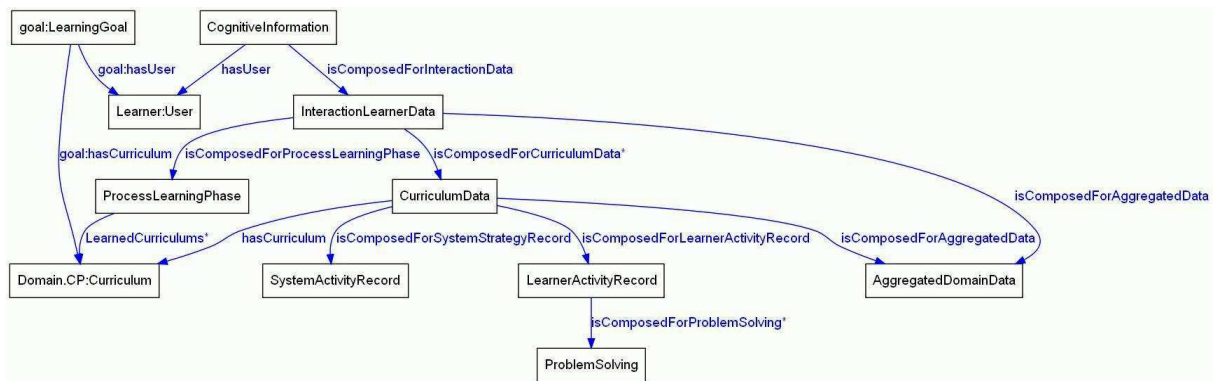 goal:LearningGoal
CognitiveInformation
goal:hasUser
hasUser
isComposedForInteractionData
Learner:User
InteractionLearnerData
goal:hasCurriculum
isComposedForProcessLearningPhase
isComposedForCurriculumData*
ProcessLearningPhase
CurriculumData
isComposedForAggregatedData
LearnedCurriculums*
hasCurriculum
isComposedForSystemStrategyRecord
isComposedForLearnerActivityRecord
isComposedForAggregatedData
Domain.CP:Curriculum
SystemActivityRecord
LearnerActivityRecord
AggregatedDomainData
isComposedForProblemSolving*
ProblemSolving